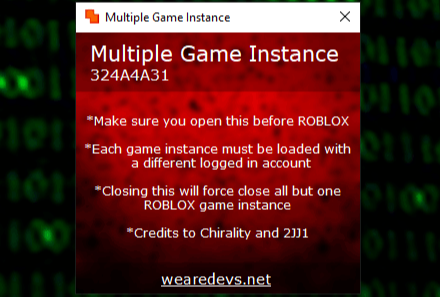 Multiple Game Instance
Multiple Game Instance
324A4A31
*Make sure you open this before ROBLOX
*Each game instance must be loaded with
a different logged in account
*Closing this will force close all but one
ROBLOX game instance
*Credits to Chirality and 2JJ1
wearedevs.net